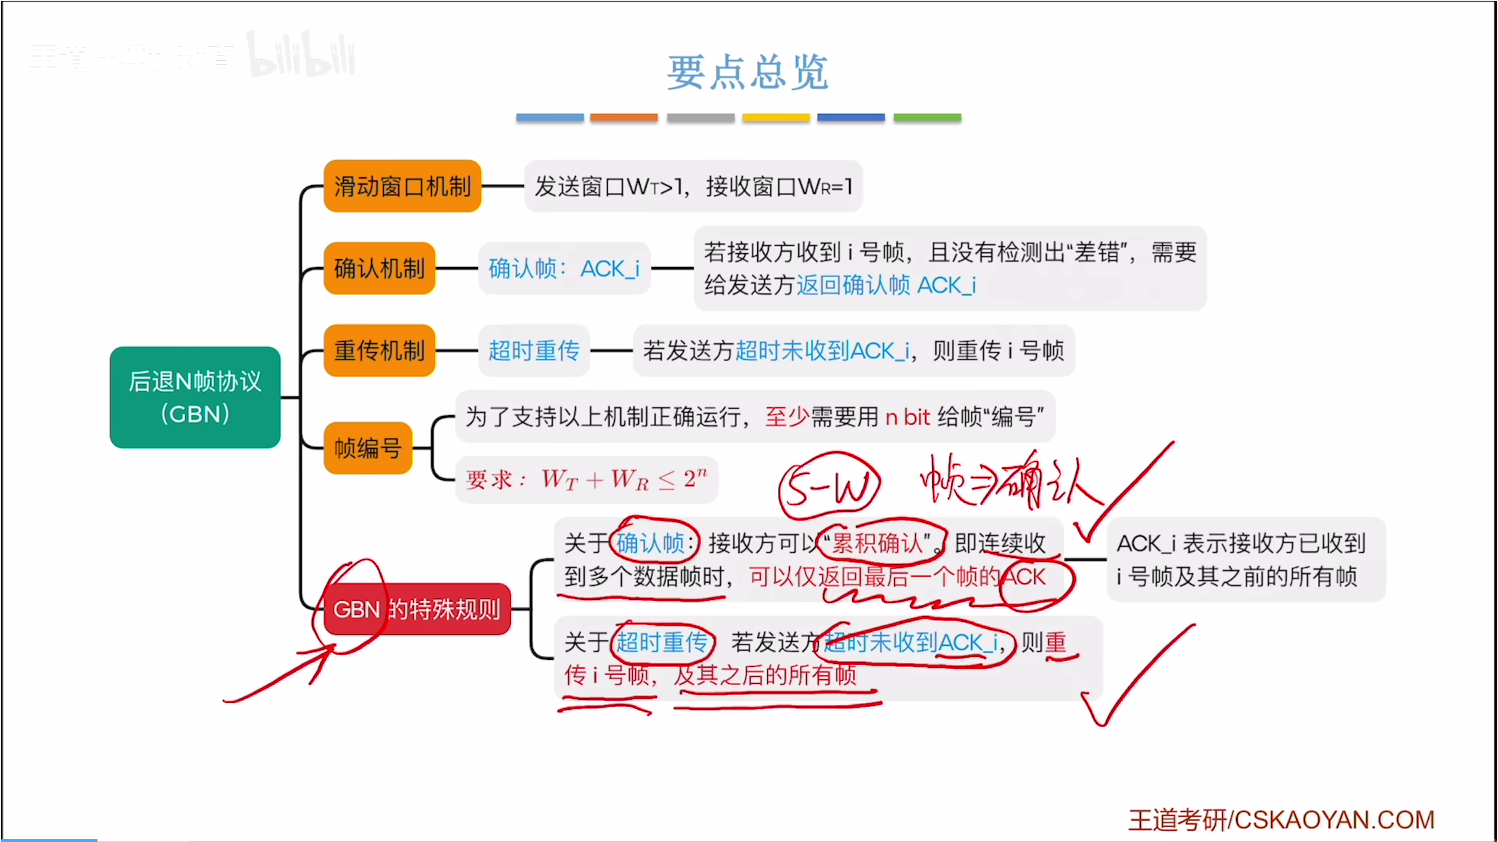 bilibili
要点总览
滑动窗口机制
发送窗口WT>1，接收窗口WR=1
确认机制
确认帧：ACK_i
若接收方收到 i 号帧，且没有检测出“差错”，需要
给发送方返回确认帧 ACK_i
重传机制
超时重传
若发送方超时未收到ACK_i，则重传 i 号帧
后退N帧协议
（GBN）
帧编号
为了支持以上机制正确运行，至少需要用 n bit 给帧“编号”
要求：W_T + W_R ≤ 2^n
S-W
帧⇒确认
GBN 的特殊规则
关于确认帧：接收方可以“累积确认”。即连续收
到多个数据帧时，可以仅返回最后一个帧的ACK
ACK_i 表示接收方已收到
i 号帧及其之前的所有帧
关于超时重传：若发送方超时未收到ACK_i，则重
传 i 号帧，及其之后的所有帧
王道考研/CSKAOYAN.COM